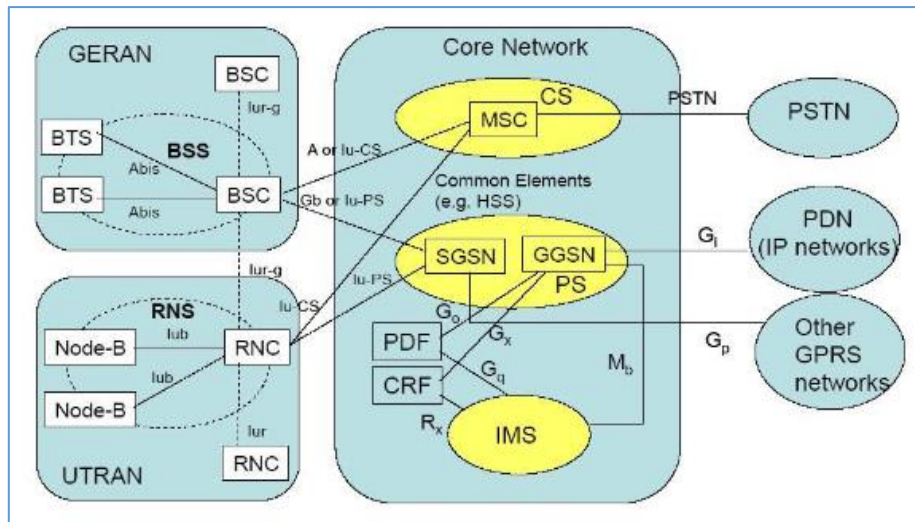 GERAN
BSC
Iur-g
BTS
BSS
Abis
BTS
BSC
Abis
Iur-g
RNS
Iub
Node-B
RNC
Iub
Node-B
Iur
RNC
UTRAN
A or Iu-CS
Gb or Iu-PS
Iu-CS
Iu-PS
Core Network
CS
MSC
Common Elements
(e.g. HSS)
SGSN
GGSN
PS
Go
Gx
PDF
Gq
CRF
Rx
IMS
Mb
PSTN
PSTN
Gi
PDN
(IP networks)
Gp
Other
GPRS
networks